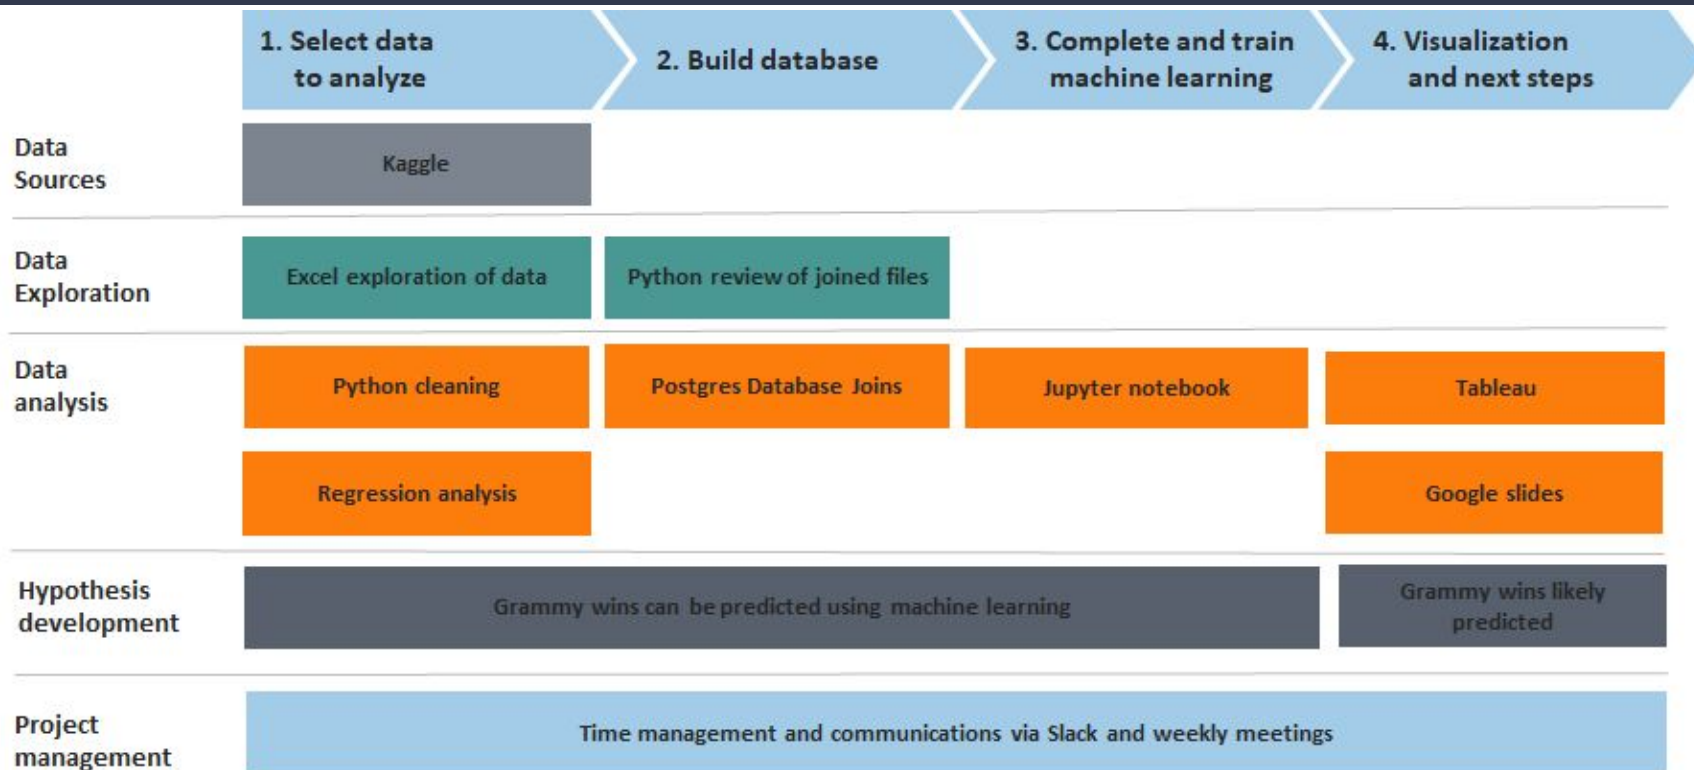 1. Select data
to analyze
2. Build database
3. Complete and train
machine learning
4. Visualization
and next steps
Data
Sources
Kaggle
Data
Exploration
Excel exploration of data
Python review of joined files
Data
analysis
Python cleaning
Postgres Database Joins
Jupyter notebook
Tableau
Regression analysis
Google slides
Hypothesis
development
Grammy wins can be predicted using machine learning
Grammy wins likely
predicted
Project
management
Time management and communications via Slack and weekly meetings